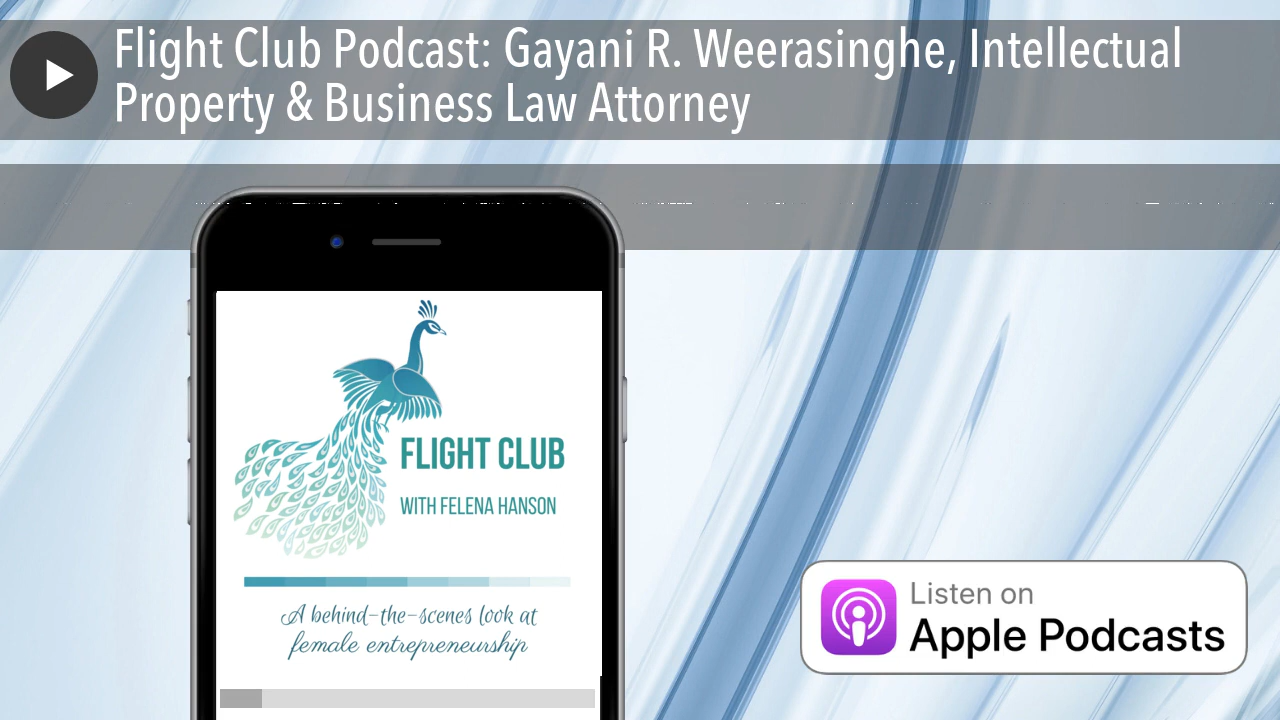 Flight Club Podcast: Gayani R. Weerasinghe, Intellectual
Property & Business Law Attorney
FLIGHT CLUB
WITH FELENA HANSON
A behind-the-scenes look at
female entrepreneurship
Listen on
Apple Podcasts